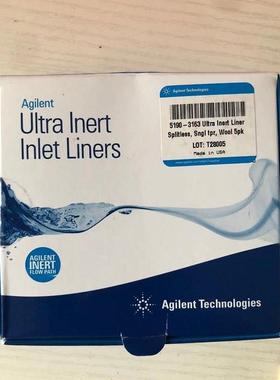 Agilent
Ultra Inert
Inlet Liners
Agilent Technologies
5190-3163 Ultra Inert Liner
Splitless, Sngl tpr, Wool 5pk
LOT: T28005
Made in USA
AGILENT
INERT
FLOW PATH
Agilent Technologies